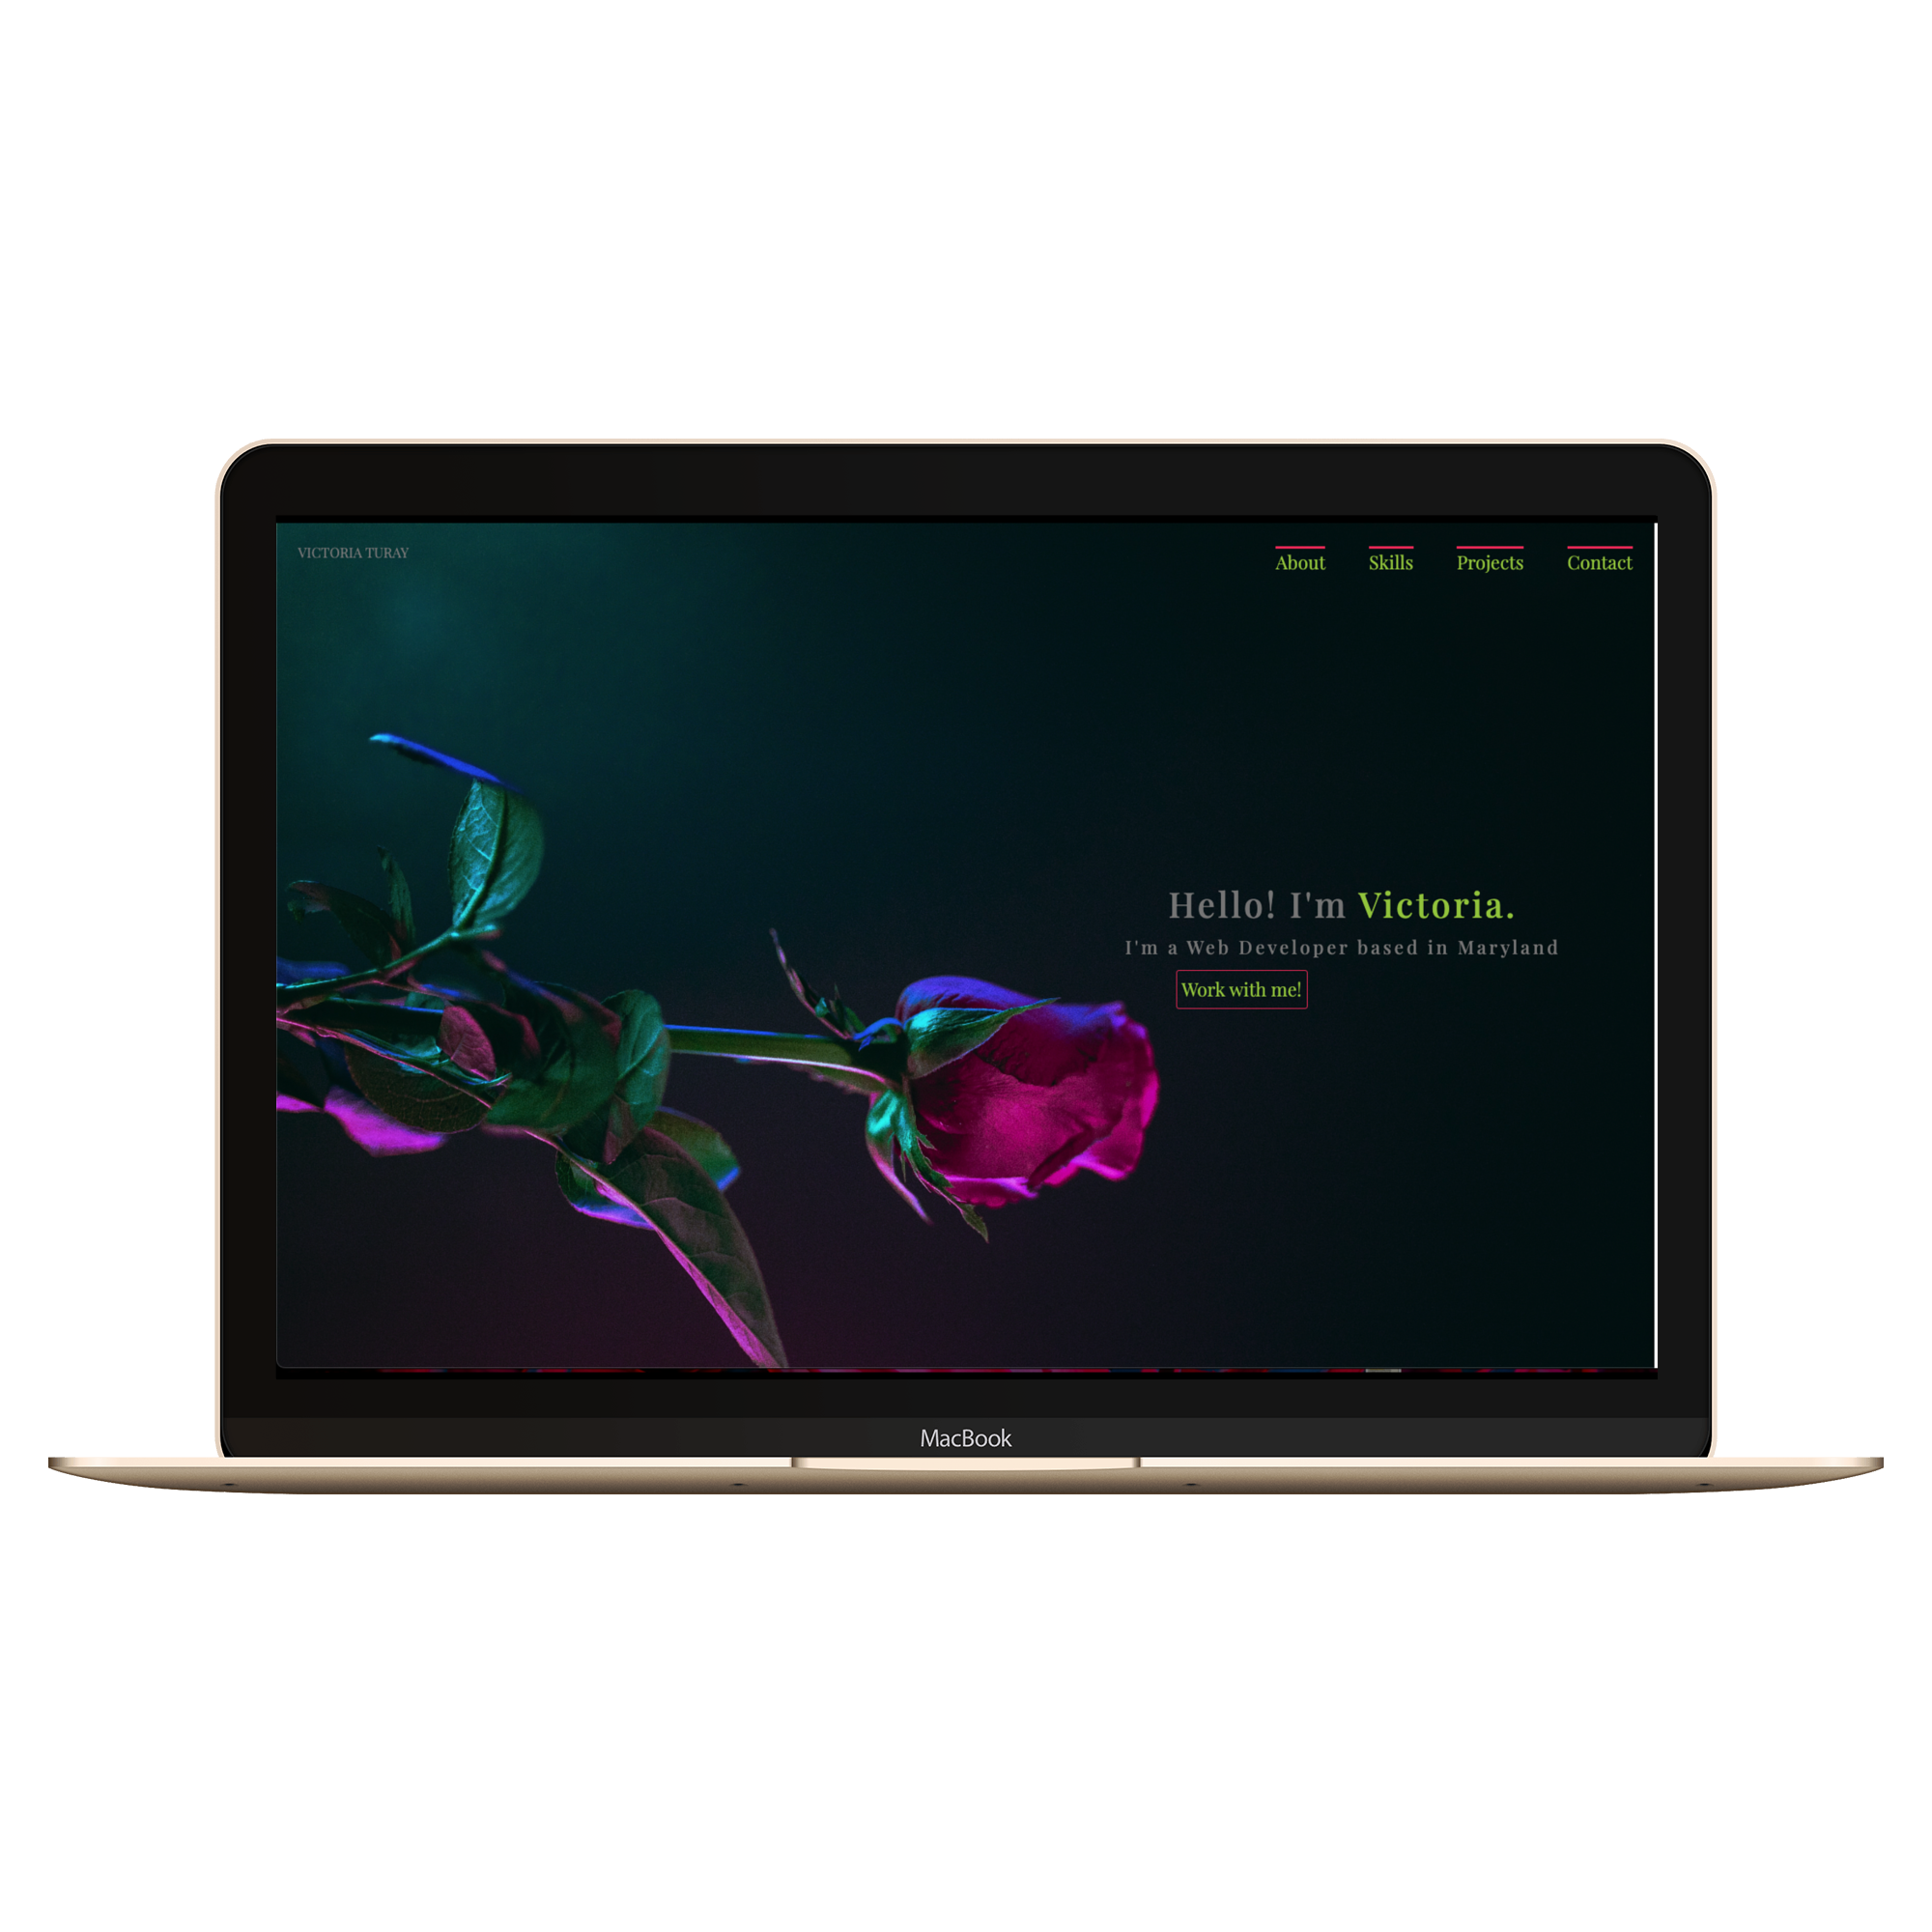 VICTORIA TURAY
About Skills Projects Contact
Hello! I'm Victoria.
I'm a Web Developer based in Maryland
Work with me!
MacBook